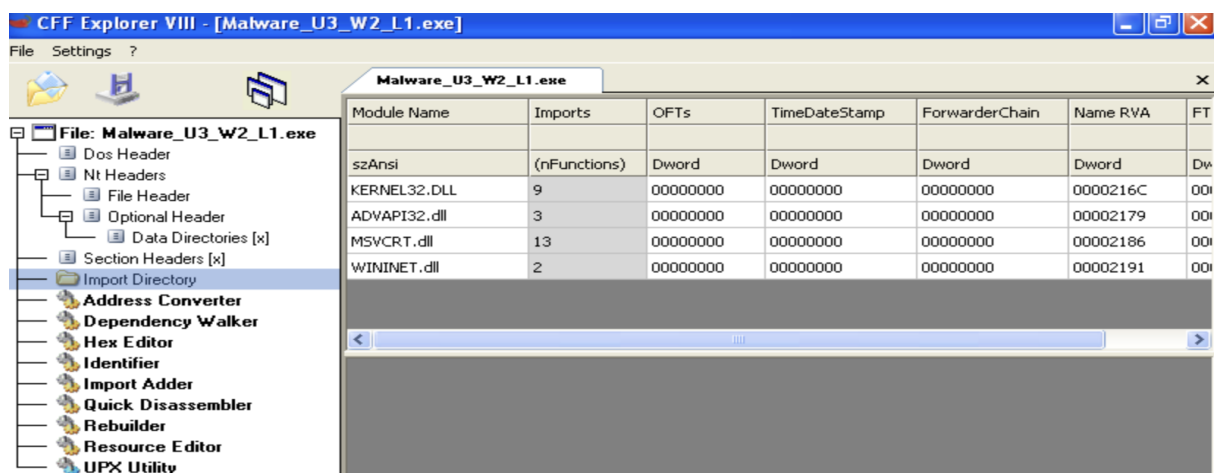 CFF Explorer VIII - [Malware_U3_W2_L1.exe]
File Settings ?
Malware_U3_W2_L1.exe
File: Malware_U3_W2_L1.exe
Dos Header
Nt Headers
File Header
Optional Header
Data Directories [x]
Section Headers [x]
Import Directory
Address Converter
Dependency Walker
Hex Editor
Identifier
Import Adder
Quick Disassembler
Rebuilder
Resource Editor
UPX Utility
Module Name Imports OFTs TimeDateStamp ForwarderChain Name RVA FT
szAnsi (nFunctions) Dword Dword Dword Dword
KERNEL32.DLL 9 00000000 00000000 00000000 0000216C
ADVAPI32.dll 3 00000000 00000000 00000000 00002179
MSVCRT.dll 13 00000000 00000000 00000000 00002186
WININET.dll 2 00000000 00000000 00000000 00002191